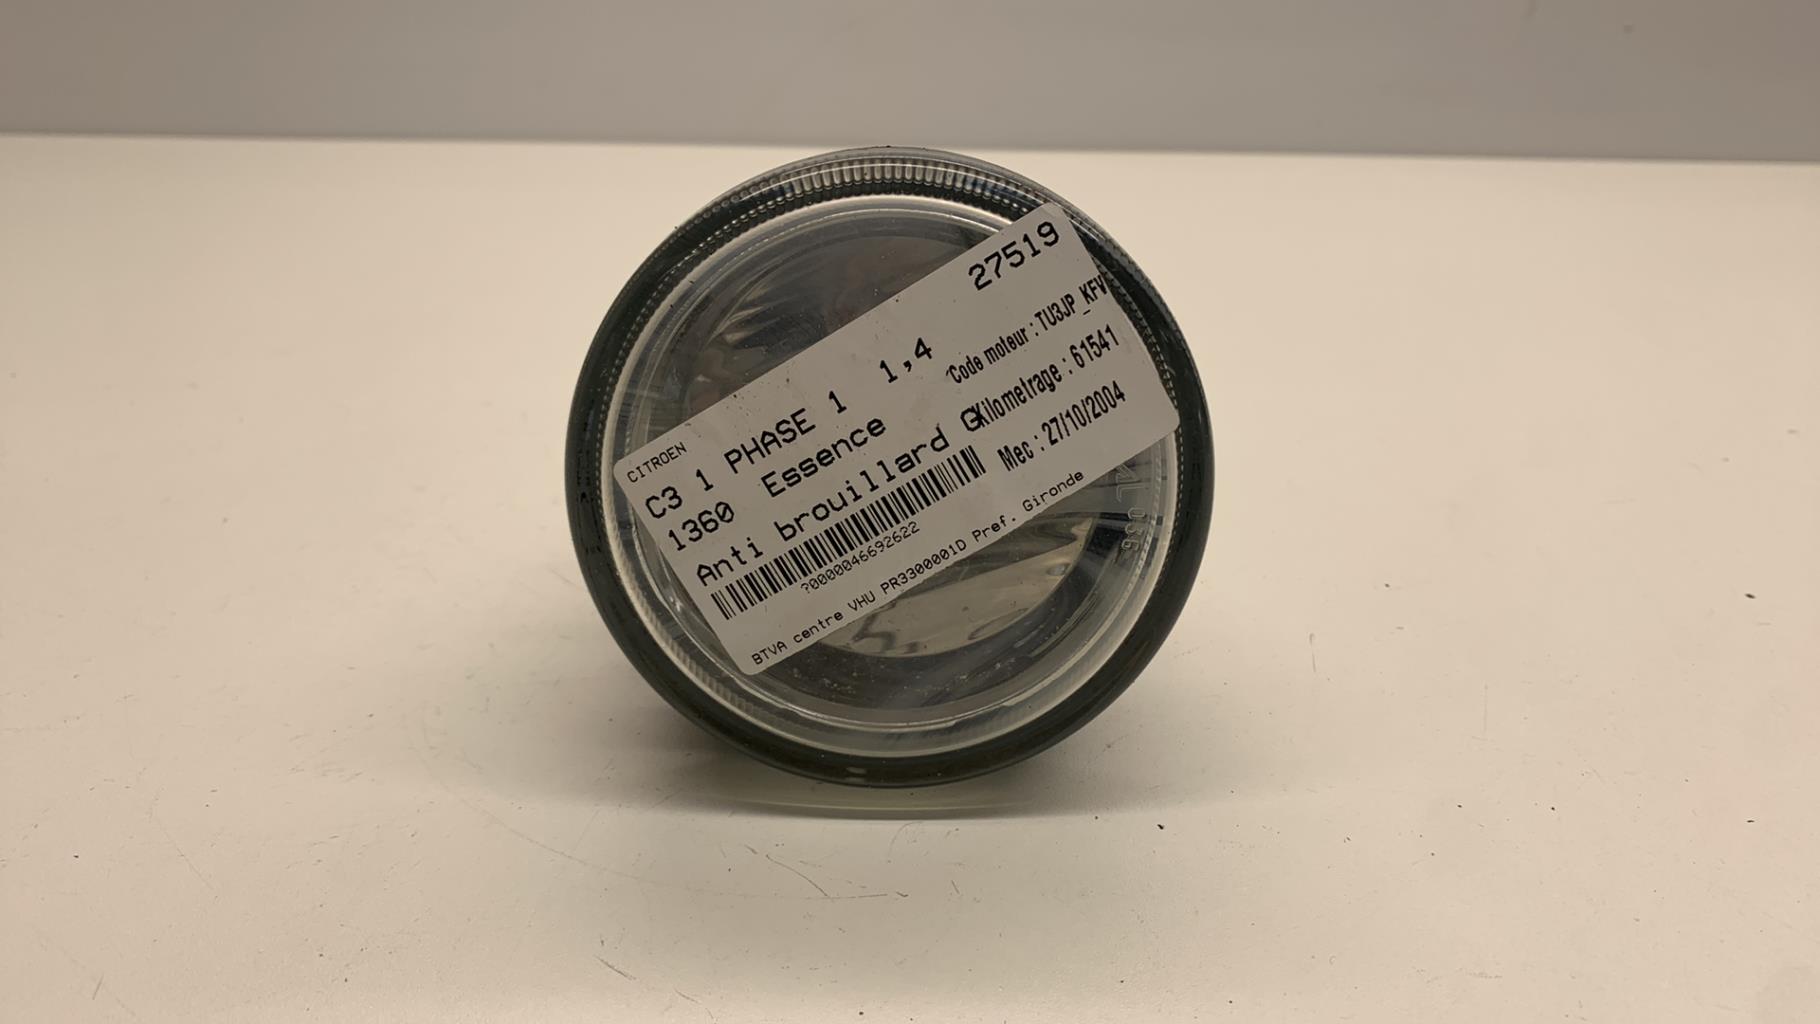 27519
CITROEN
C3 1 PHASE 1 1,4
Code moteur : TU3JP_KFV
1360 Essence
Kilometrage : 61541
Anti brouillard G
Mec : 27/10/2004
?0000046692622
BTVA centre VHU PR3300001D Pref. Gironde
036